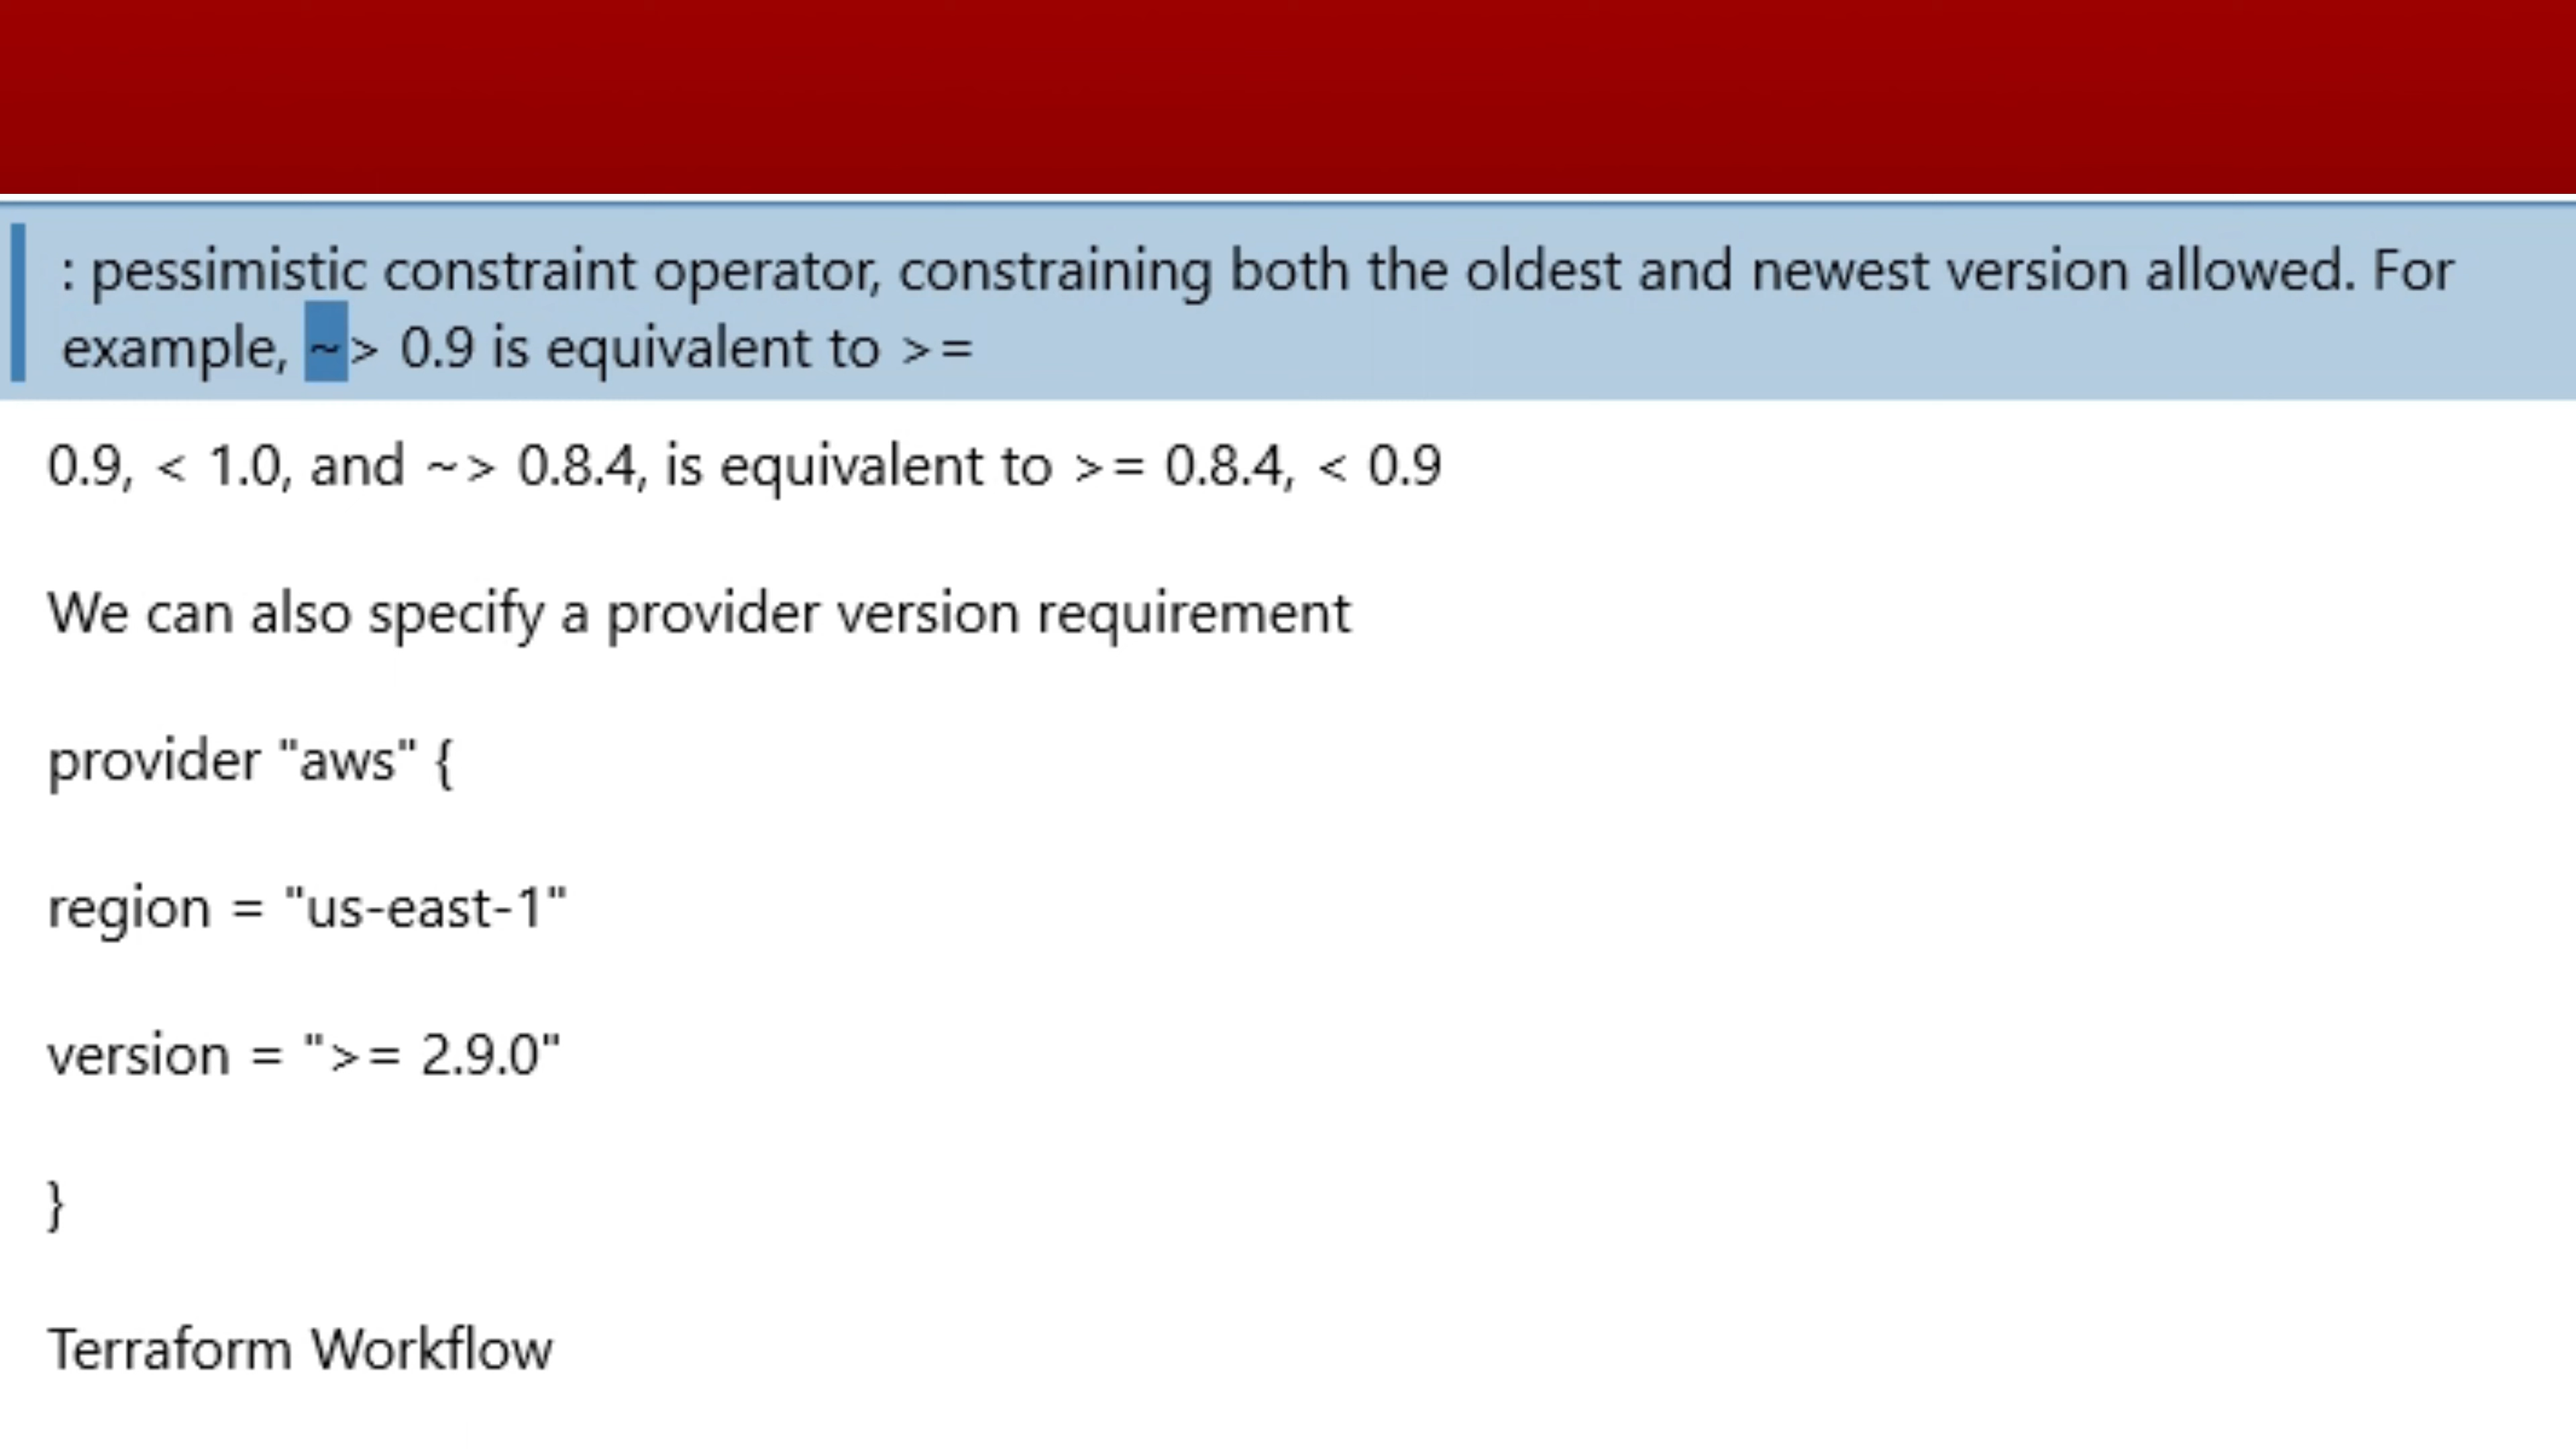 : pessimistic constraint operator, constraining both the oldest and newest version allowed. For
example, ~> 0.9 is equivalent to >=
0.9, < 1.0, and ~> 0.8.4, is equivalent to >= 0.8.4, < 0.9
We can also specify a provider version requirement
provider "aws" {
region = "us-east-1"
version = ">= 2.9.0"
}
Terraform Workflow